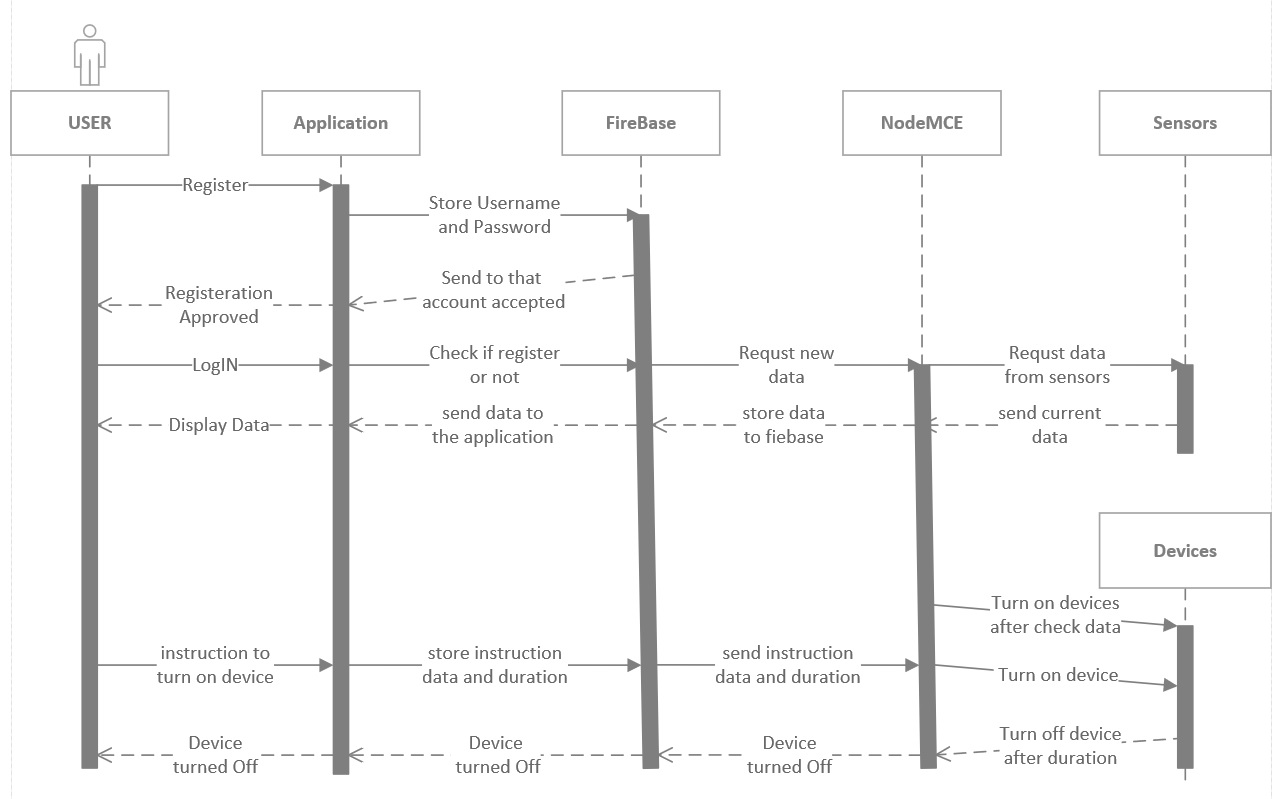 USER
Application
FireBase
NodeMCE
Sensors
Register
Store Username
and Password
Send to that
account accepted
Registeration
Approved
LogIN
Check if register
or not
Requst new
data
Requst data
from sensors
Display Data
send data to
the application
store data
to fiebase
send current
data
Devices
Turn on devices
after check data
instruction to
turn on device
store instruction
data and duration
send instruction
data and duration
Turn on device
Turn off device
after duration
Device
turned Off
Device
turned Off
Device
turned Off